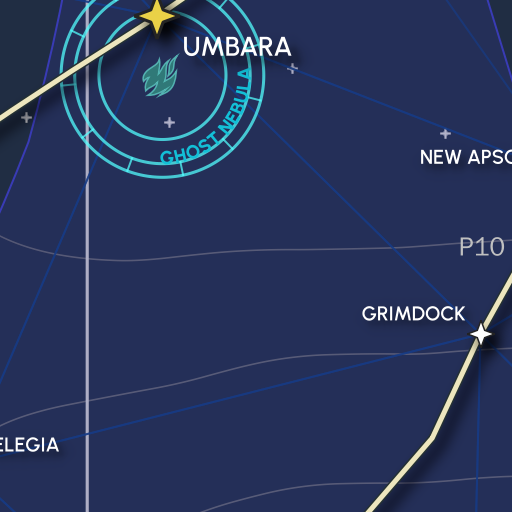 UMBARA
GHOST NEBULA
NEW APSO
P10
GRIMDOCK
ELEGIA